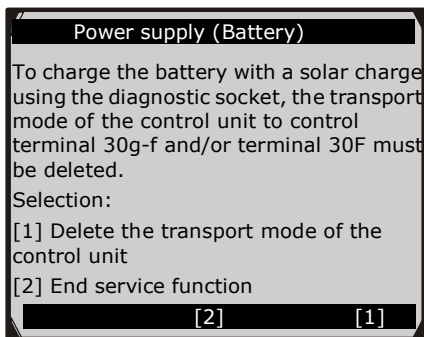 Power supply (Battery)
To charge the battery with a solar charge
using the diagnostic socket, the transport
mode of the control unit to control
terminal 30g-f and/or terminal 30F must
be deleted.
Selection:
[1] Delete the transport mode of the
control unit
[2] End service function
[2] [1]